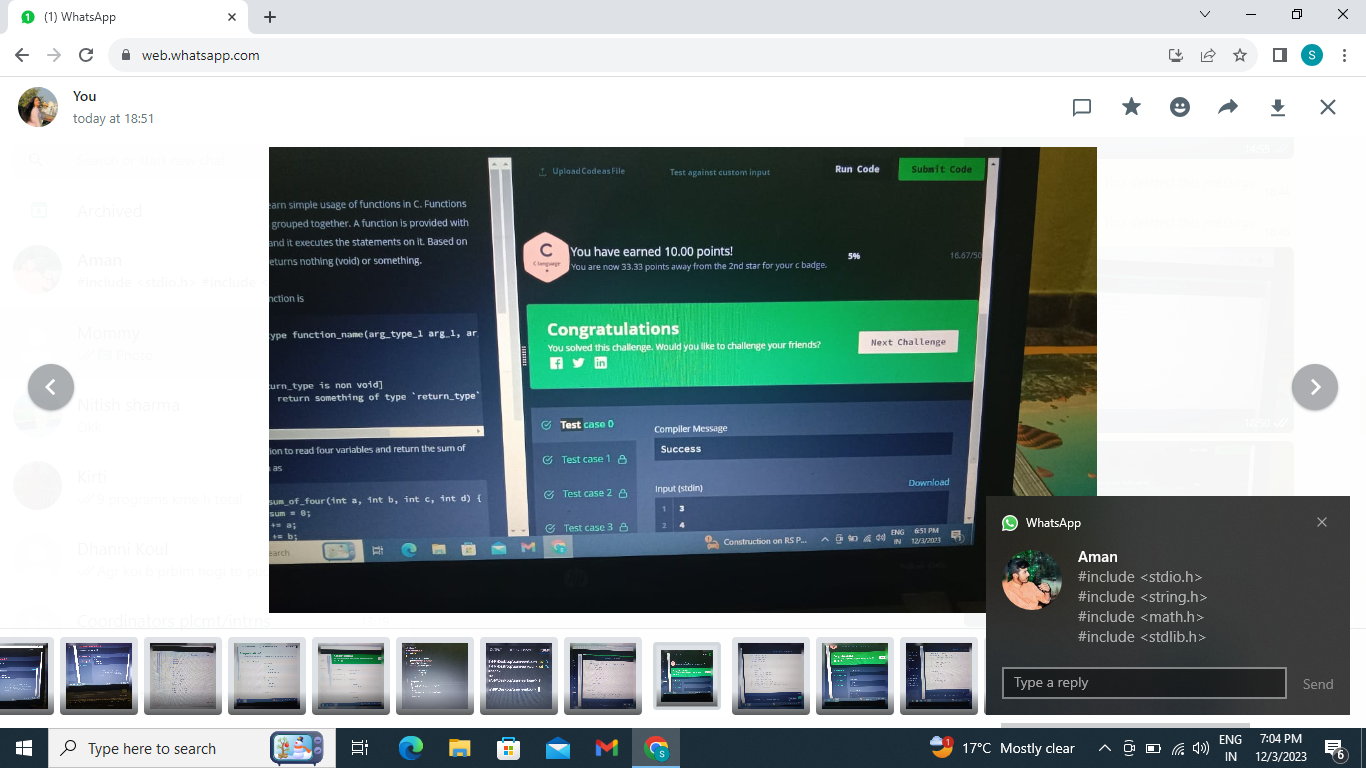 (1) WhatsApp
web.whatsapp.com
S
You
today at 18:51
Archived
Aman
#include <stdio.h> #include <
Mommy
Photo
Nitish sharma
Kirti
Coordinators plcmt/intrns
Upload Code as File
Test against custom input
Run Code
Submit Code
earn simple usage of functions in C. Functions
grouped together. A function is provided with
and it executes the statements on it. Based on
eturns nothing (void) or something.
nction is
ype function_name(arg_type_1 arg_1, ar
urn_type is non void]
return something of type `return_type`
ion to read four variables and return the sum of
as
sum_of_four(int a, int b, int c, int d) {
sum = 0;
+= a;
+= b;
C
C language
You have earned 10.00 points!
You are now 33.33 points away from the 2nd star for your c badge.
5%
16.67/50
Congratulations
You solved this challenge. Would you like to challenge your friends?
Next Challenge
Test case 0
Test case 1
Test case 2
Test case 3
Compiler Message
Success
Input (stdin)
Download
1 3
2 4
earch
Construction on RS P...
ENG
IN
6:51 PM
12/3/2023
WhatsApp
Aman
#include <stdio.h>
#include <string.h>
#include <math.h>
#include <stdlib.h>
Type a reply
Send
Type here to search
1
17°C Mostly clear
ENG
IN
7:04 PM
12/3/2023
6